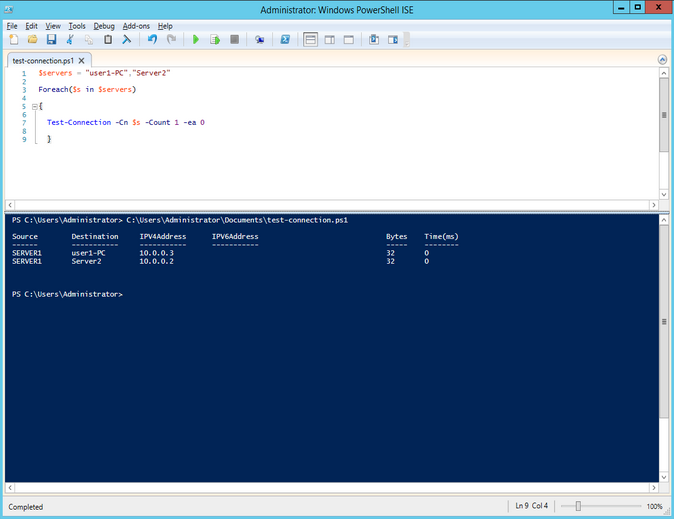 Administrator: Windows PowerShell ISE
File Edit View Tools Debug Add-ons Help
test-connection.ps1 X
1 $servers = "user1-PC","Server2"
2
3 Foreach($s in $servers)
4
5 {
6
7 Test-Connection -Cn $s -Count 1 -ea 0
8
9 }
PS C:\Users\Administrator> C:\Users\Administrator\Documents\test-connection.ps1
Source Destination IPV4Address IPV6Address Bytes Time(ms)
------ ----------- ----------- ----------- ----- --------
SERVER1 user1-PC 10.0.0.3 32 0
SERVER1 Server2 10.0.0.2 32 0
PS C:\Users\Administrator>
Completed Ln 9 Col 4 100%